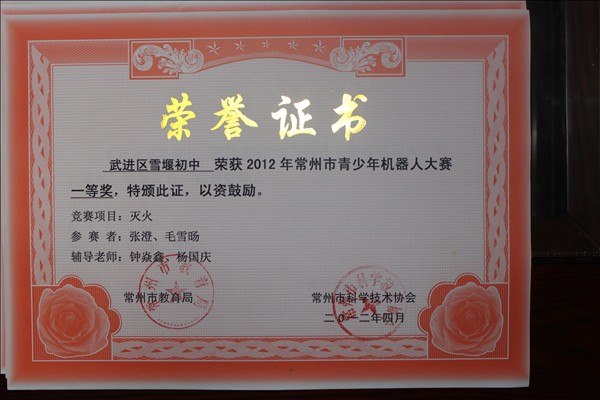 荣誉证书
武进区雪堰初中 荣获2012年常州市青少年机器人大赛
一等奖，特颁此证，以资鼓励。
竞赛项目：灭火
参 赛 者：张澄、毛雪旸
辅导老师：钟焱鑫、杨国庆
常州市教育局 常州市科学技术协会
二〇一二年四月